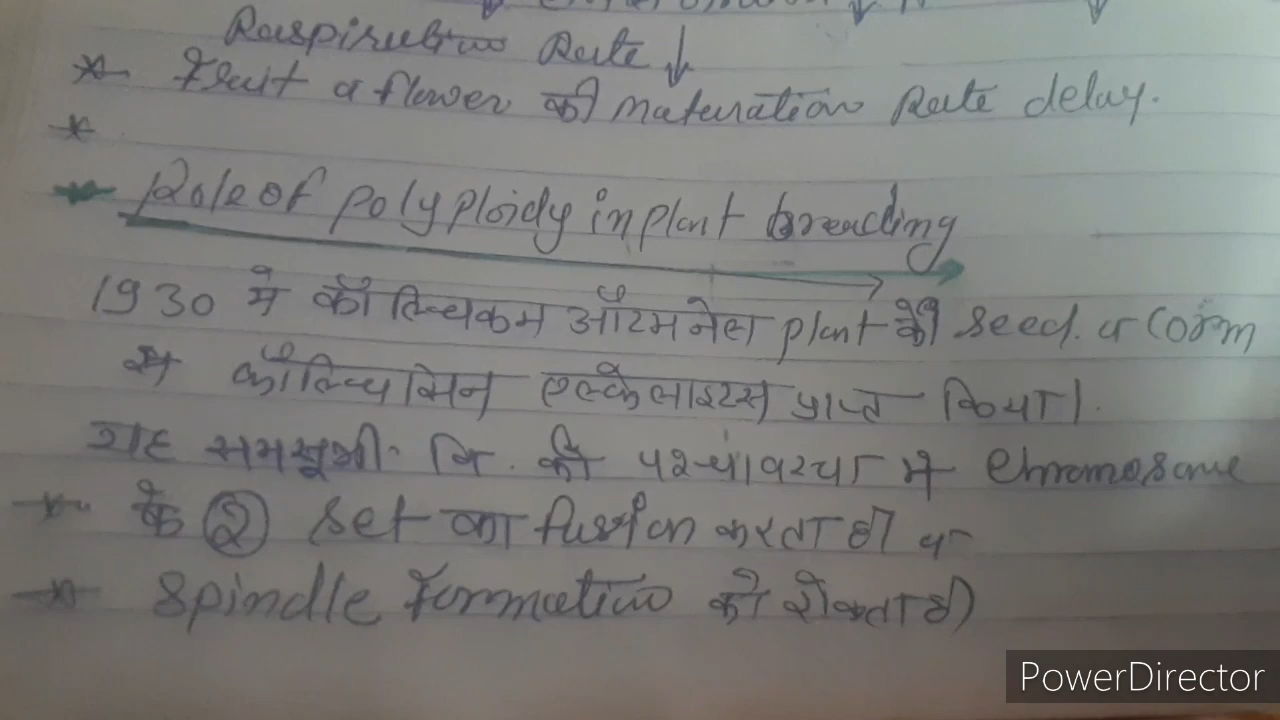 Respiration Rate ↓
* Fruit व flower की maturation Rate delay.
*
* Role of polyploidy in plant breeding
1930 मे कॉल्चिकम ऑटमनेल plant के seed. व Corm
से कॉल्चिसिन एल्केलाइटस प्राप्त किया।
यह समसूत्री. वि. की पश्चावस्था मे Chromosome
* के ② set का fusion करता ही व
* Spindle formation को रोकता ही
PowerDirector